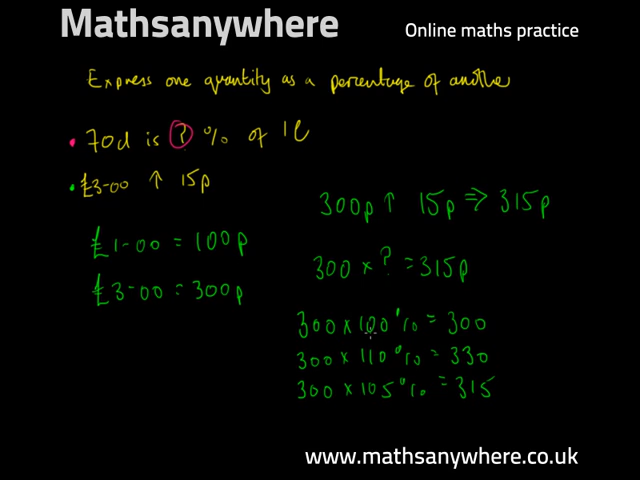 Mathsanywhere
Online maths practice
Express one quantity as a percentage of another
• 70cl is ? % of 1l
• £3-00 ↑ 15p
300p ↑ 15p ⇒ 315p
£1-00 = 100p
300 × ? = 315p
£3-00 = 300p
300 × 100% = 300
300 × 110% = 330
300 × 105% = 315
www.mathsanywhere.co.uk